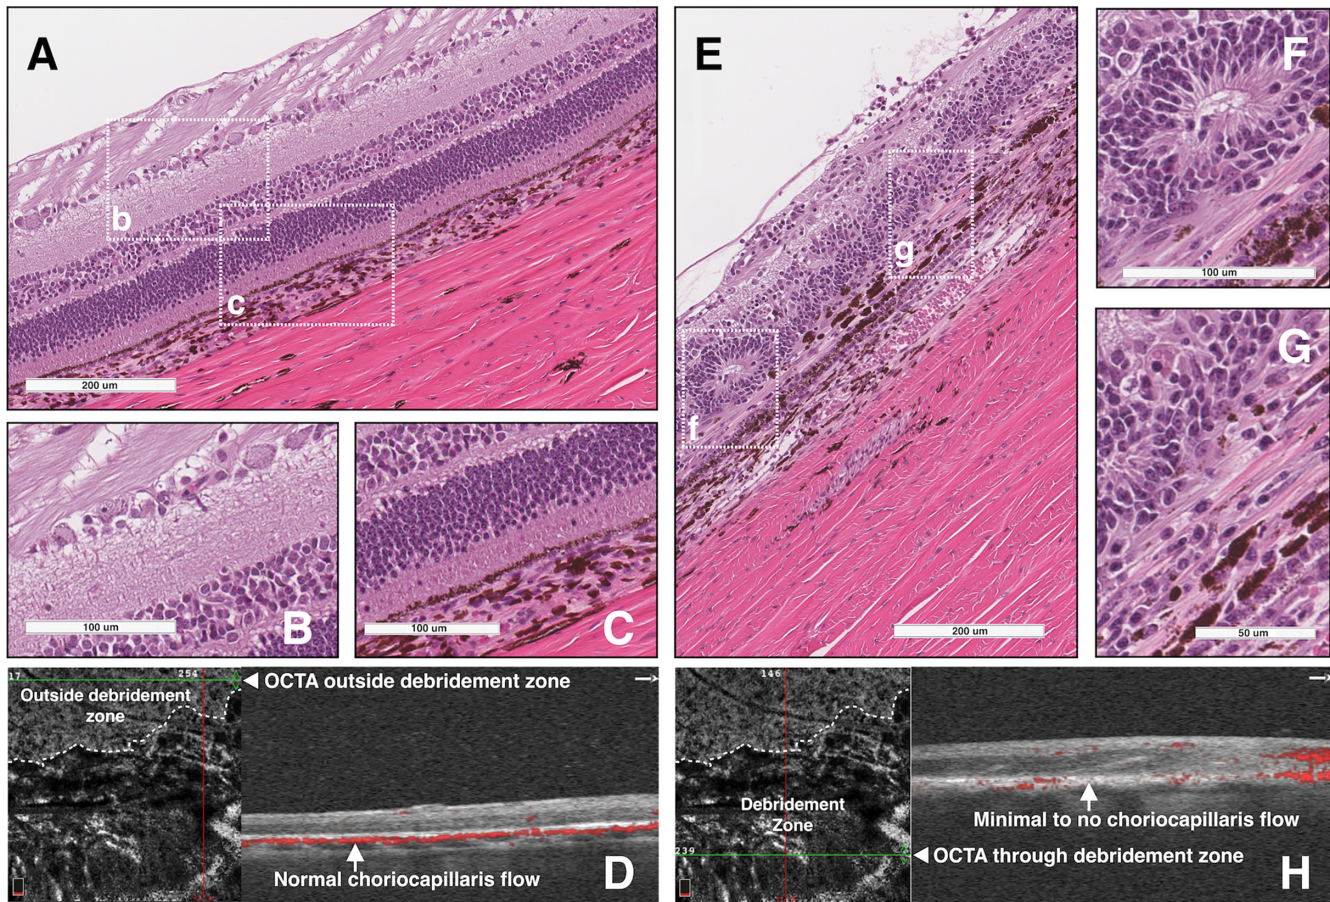 A
b
c
200 um
B
100 um
C
100 um
17
254
Outside debridement
zone
OCTA outside debridement zone
Normal choriocapillaris flow
D
E
g
f
200 um
F
100 um
G
50 um
146
Debridement
Zone
239
Minimal to no choriocapillaris flow
OCTA through debridement zone
H